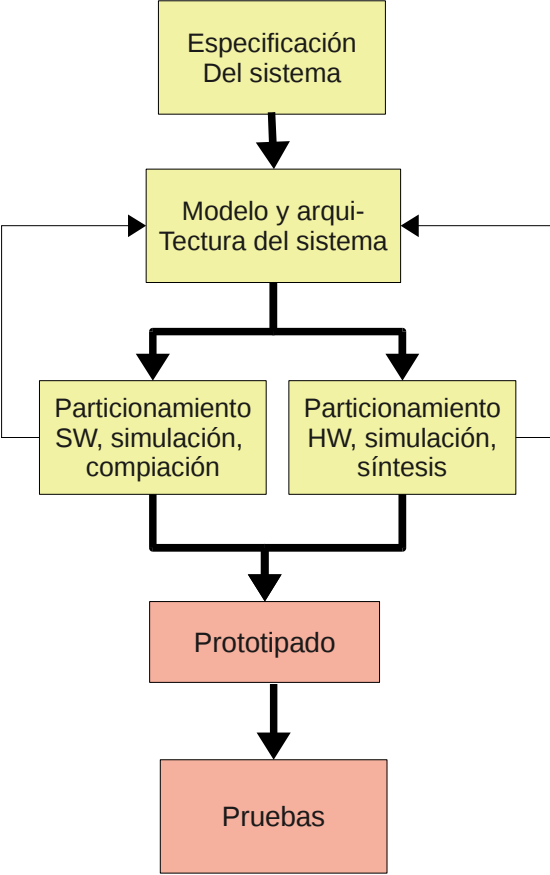 Especificación
Del sistema
Modelo y arqui-
Tectura del sistema
Particionamiento
SW, simulación,
compiación
Particionamiento
HW, simulación,
síntesis
Prototipado
Pruebas